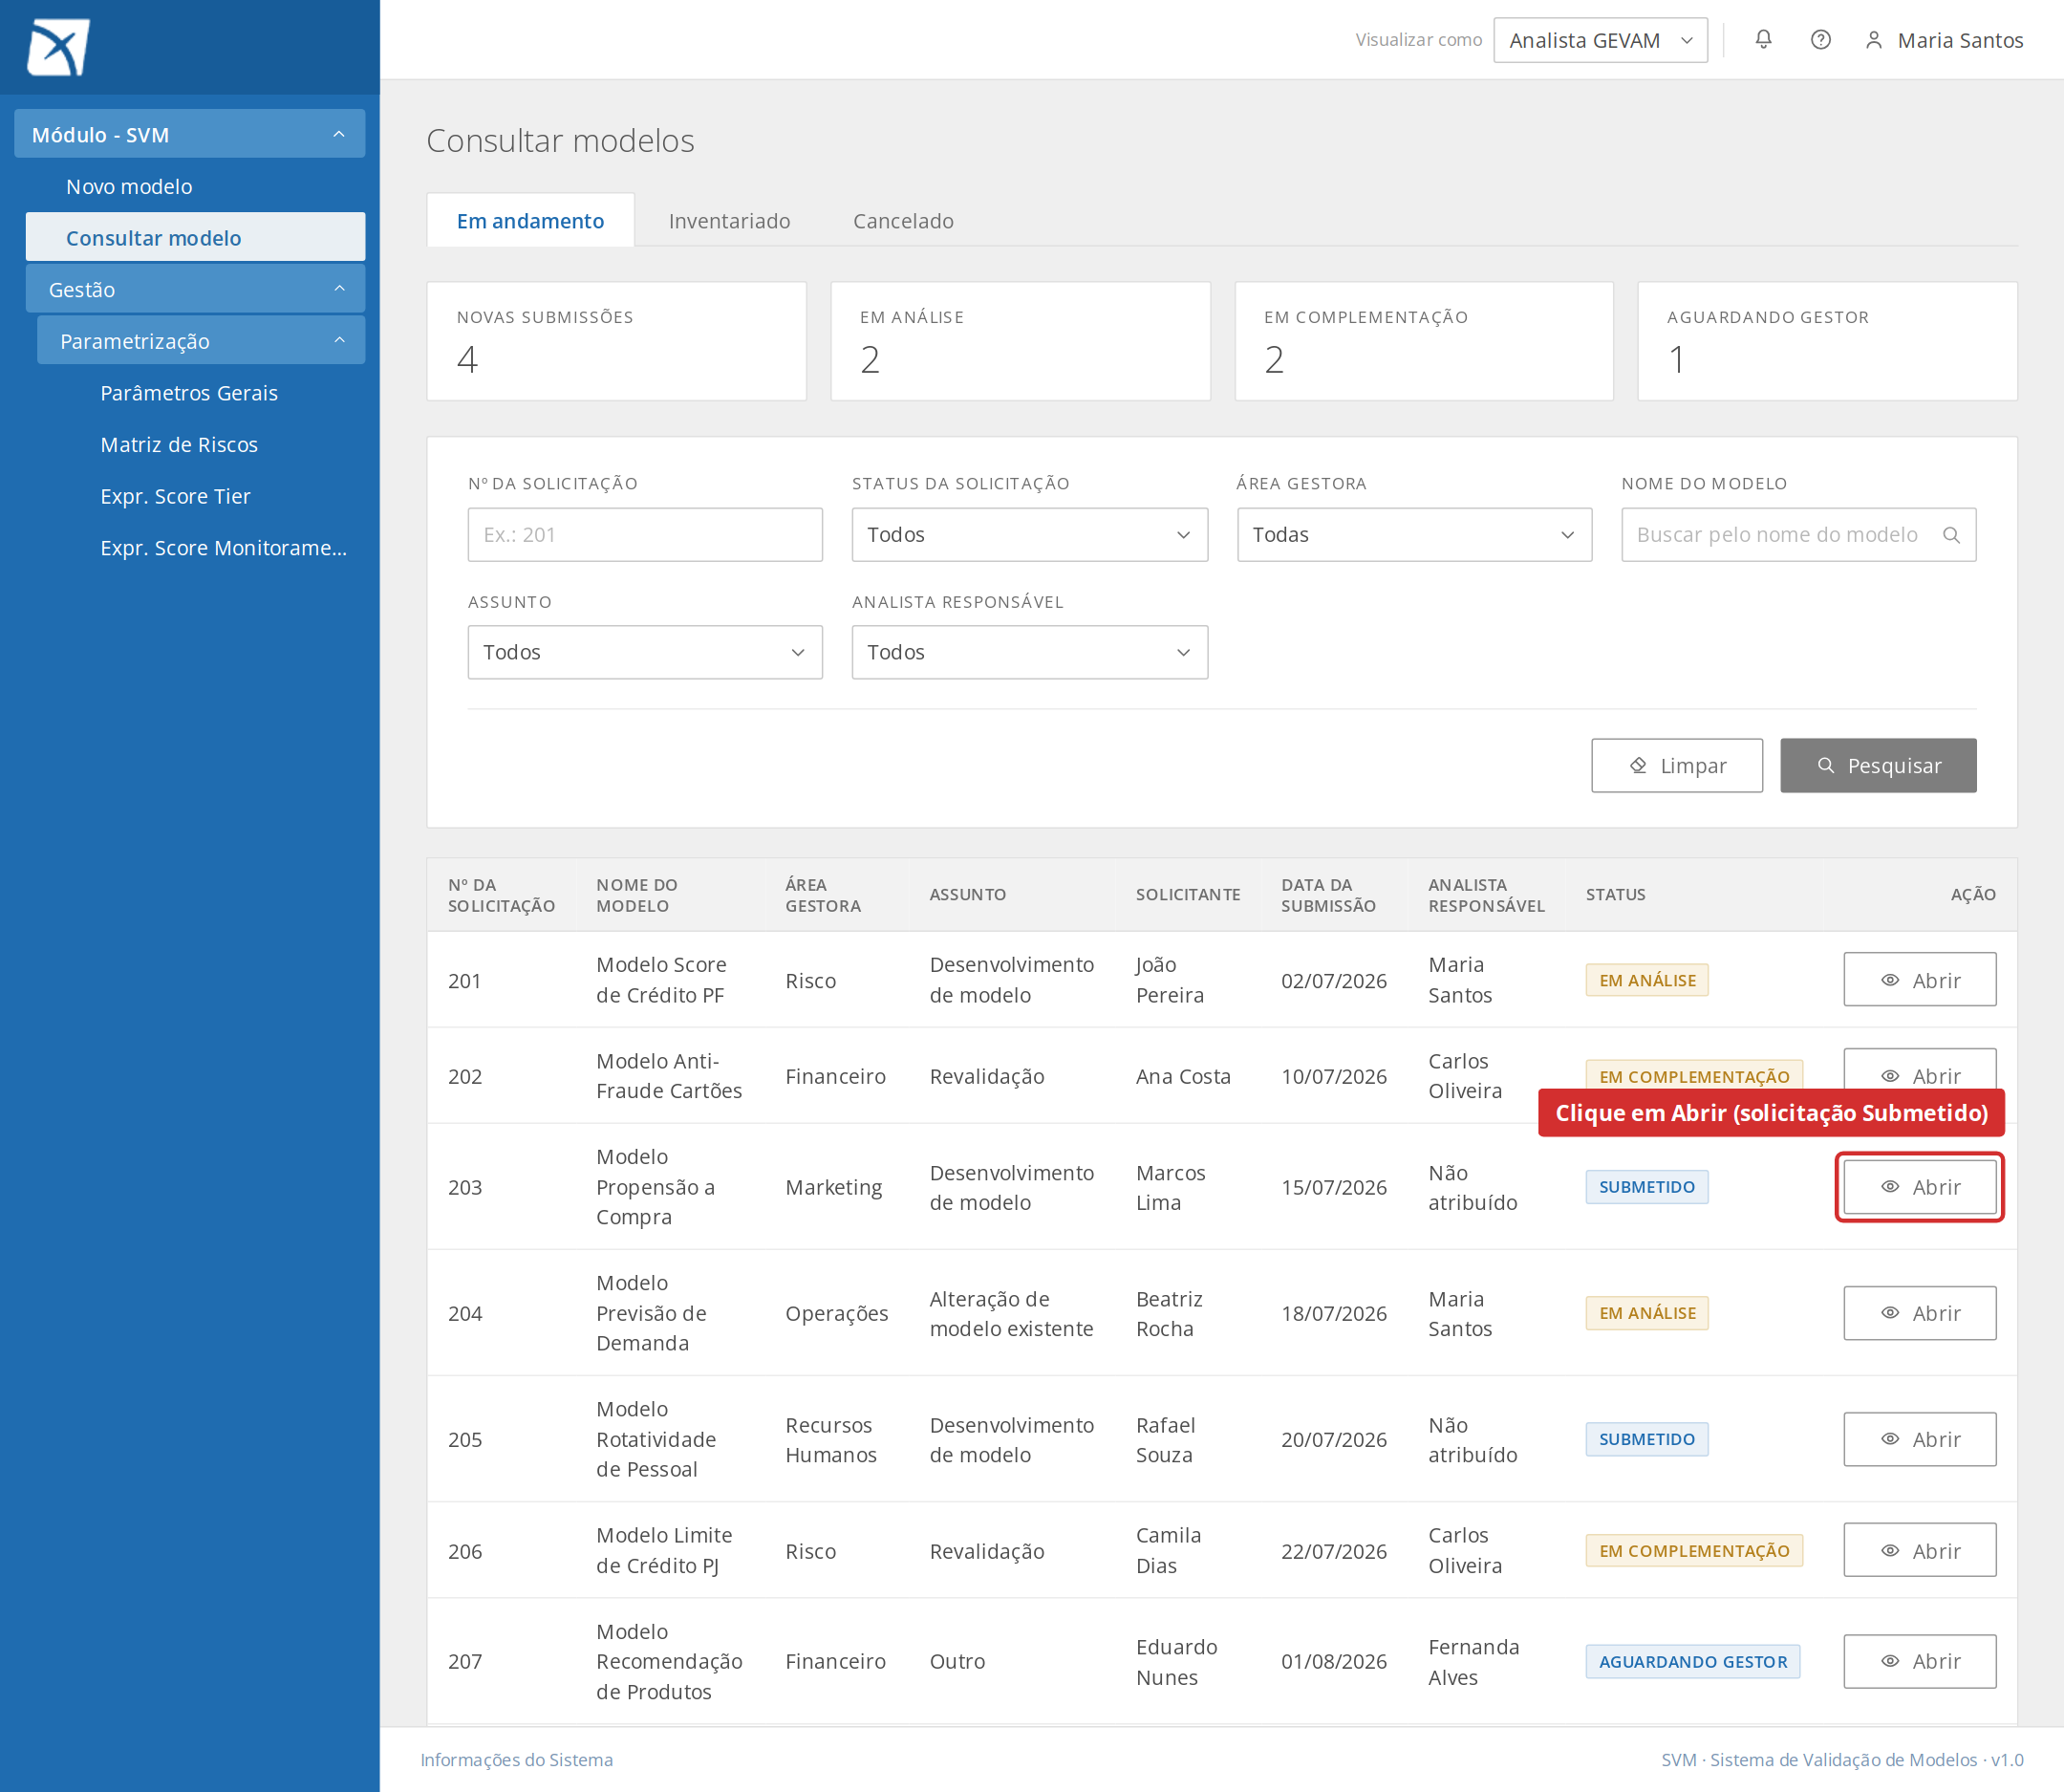 Visualizar como
Analista GEVAM
Maria Santos
Módulo - SVM
Novo modelo
Consultar modelo
Gestão
Parametrização
Parâmetros Gerais
Matriz de Riscos
Expr. Score Tier
Expr. Score Monitorame...
Consultar modelos
Em andamento
Inventariado
Cancelado
NOVAS SUBMISSÕES
4
EM ANÁLISE
2
EM COMPLEMENTAÇÃO
2
AGUARDANDO GESTOR
1
Nº DA SOLICITAÇÃO
Ex.: 201
STATUS DA SOLICITAÇÃO
Todos
ÁREA GESTORA
Todas
NOME DO MODELO
Buscar pelo nome do modelo
ASSUNTO
Todos
ANALISTA RESPONSÁVEL
Todos
Limpar
Pesquisar
Nº DA
SOLICITAÇÃO
NOME DO
MODELO
ÁREA
GESTORA
ASSUNTO
SOLICITANTE
DATA DA
SUBMISSÃO
ANALISTA
RESPONSÁVEL
STATUS
AÇÃO
201
Modelo Score
de Crédito PF
Risco
Desenvolvimento
de modelo
João
Pereira
02/07/2026
Maria
Santos
EM ANÁLISE
Abrir
202
Modelo Anti-
Fraude Cartões
Financeiro
Revalidação
Ana Costa
10/07/2026
Carlos
Oliveira
EM COMPLEMENTAÇÃO
Abrir
Clique em Abrir (solicitação Submetido)
203
Modelo
Propensão a
Compra
Marketing
Desenvolvimento
de modelo
Marcos
Lima
15/07/2026
Não
atribuído
SUBMETIDO
Abrir
204
Modelo
Previsão de
Demanda
Operações
Alteração de
modelo existente
Beatriz
Rocha
18/07/2026
Maria
Santos
EM ANÁLISE
Abrir
205
Modelo
Rotatividade
de Pessoal
Recursos
Humanos
Desenvolvimento
de modelo
Rafael
Souza
20/07/2026
Não
atribuído
SUBMETIDO
Abrir
206
Modelo Limite
de Crédito PJ
Risco
Revalidação
Camila
Dias
22/07/2026
Carlos
Oliveira
EM COMPLEMENTAÇÃO
Abrir
207
Modelo
Recomendação
de Produtos
Financeiro
Outro
Eduardo
Nunes
01/08/2026
Fernanda
Alves
AGUARDANDO GESTOR
Abrir
Informações do Sistema
SVM · Sistema de Validação de Modelos · v1.0